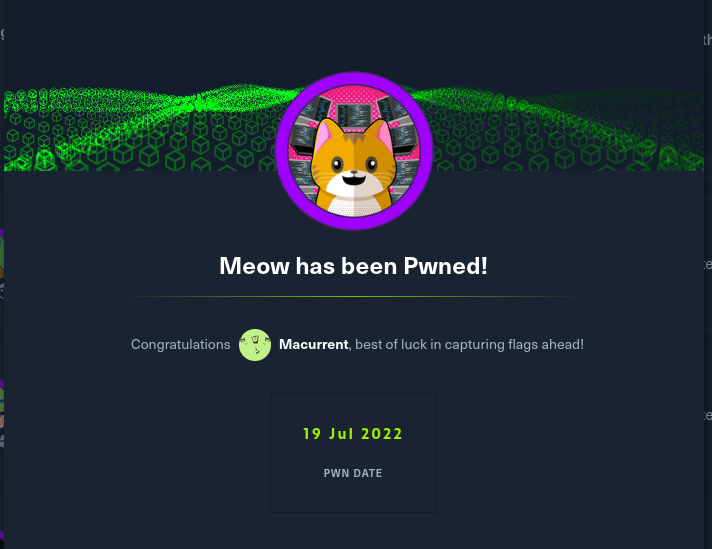 Meow has been Pwned!
Congratulations Macurrent, best of luck in capturing flags ahead!
19 Jul 2022
PWN DATE